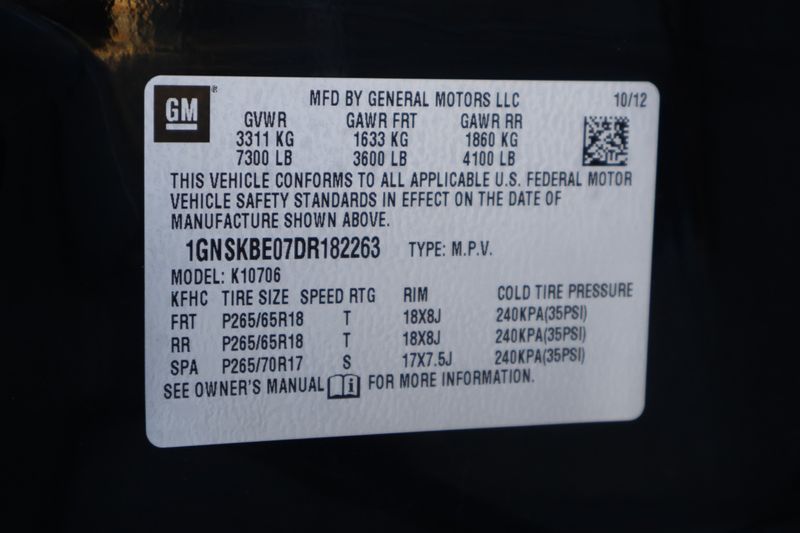 GM ® MFD BY GENERAL MOTORS LLC 10/12
GVWR GAWR FRT GAWR RR
3311 KG 1633 KG 1860 KG
7300 LB 3600 LB 4100 LB
THIS VEHICLE CONFORMS TO ALL APPLICABLE U.S. FEDERAL MOTOR
VEHICLE SAFETY STANDARDS IN EFFECT ON THE DATE OF
MANUFACTURE SHOWN ABOVE.
1GNSKBE07DR182263 TYPE: M.P.V.
MODEL: K10706
KFHC TIRE SIZE SPEED RTG RIM COLD TIRE PRESSURE
FRT P265/65R18 T 18X8J 240KPA(35PSI)
RR P265/65R18 T 18X8J 240KPA(35PSI)
SPA P265/70R17 S 17X7.5J 240KPA(35PSI)
SEE OWNER'S MANUAL i FOR MORE INFORMATION.